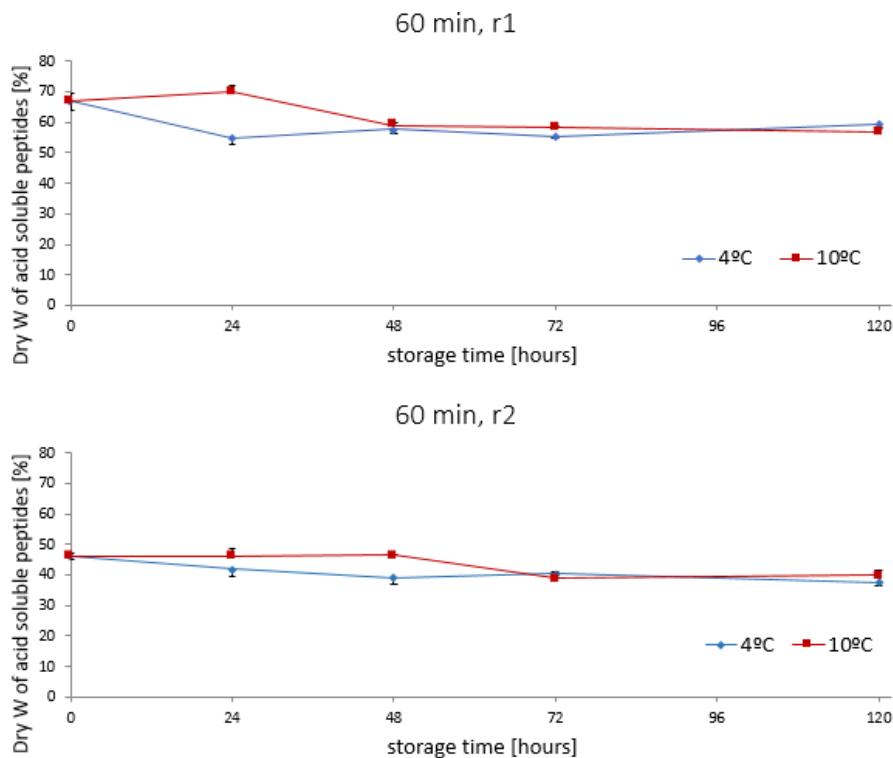 60 min, r1
Dry W of acid soluble peptides [%]
80
70
60
50
40
30
20
10
0
4ºC 10ºC
0 24 48 72 96 120
storage time [hours]
60 min, r2
Dry W of acid soluble peptides [%]
80
70
60
50
40
30
20
10
0
4ºC 10ºC
0 24 48 72 96 120
storage time [hours]